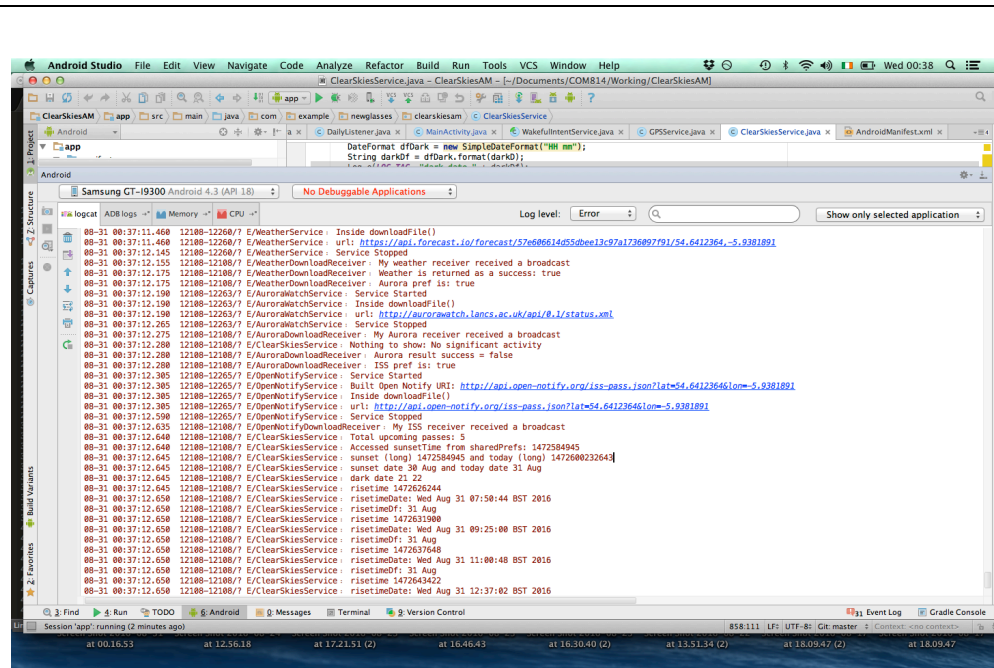 Android Studio File Edit View Navigate Code Analyze Refactor Build Run Tools VCS Window Help Wed 00:38
ClearSkiesService.java - ClearSkiesAM - [~/Documents/COM814/Working/ClearSkiesAM]
app
ClearSkiesAM app src main java com example newglasses clearskiesam ClearSkiesService
Android a × DailyListener.java × MainActivity.java × WakefulIntentService.java × GPSService.java × ClearSkiesService.java × AndroidManifest.xml ×
app DateFormat dfDark = new SimpleDateFormat("HH mm");
String darkDf = dfDark.format(darkD);
Android
Samsung GT-I9300 Android 4.3 (API 18) No Debuggable Applications
logcat ADB logs Memory CPU Log level: Error Show only selected application
08-31 00:37:11.460 12108-12260/? E/WeatherService: Inside downloadFile()
08-31 00:37:11.460 12108-12260/? E/WeatherService: url: https://api.forecast.io/forecast/57e606614d55dbee13c97a1736097f91/54.6412364,-5.9381891
08-31 00:37:12.145 12108-12260/? E/WeatherService: Service Stopped
08-31 00:37:12.155 12108-12108/? E/WeatherDownloadReceiver: My weather receiver received a broadcast
08-31 00:37:12.175 12108-12108/? E/WeatherDownloadReceiver: Weather is returned as a success: true
08-31 00:37:12.175 12108-12108/? E/WeatherDownloadReceiver: Aurora pref is: true
08-31 00:37:12.190 12108-12263/? E/AuroraWatchService: Service Started
08-31 00:37:12.190 12108-12263/? E/AuroraWatchService: Inside downloadFile()
08-31 00:37:12.190 12108-12263/? E/AuroraWatchService: url: http://aurorawatch.lancs.ac.uk/api/0.1/status.xml
08-31 00:37:12.265 12108-12263/? E/AuroraWatchService: Service Stopped
08-31 00:37:12.275 12108-12108/? E/AuroraDownloadReceiver: My Aurora receiver received a broadcast
08-31 00:37:12.280 12108-12108/? E/ClearSkiesService: Nothing to show: No significant activity
08-31 00:37:12.280 12108-12108/? E/AuroraDownloadReceiver: Aurora result success = false
08-31 00:37:12.280 12108-12108/? E/AuroraDownloadReceiver: ISS pref is: true
08-31 00:37:12.305 12108-12265/? E/OpenNotifyService: Service Started
08-31 00:37:12.305 12108-12265/? E/OpenNotifyService: Built Open Notify URI: http://api.open-notify.org/iss-pass.json?lat=54.6412364&lon=-5.9381891
08-31 00:37:12.305 12108-12265/? E/OpenNotifyService: Inside downloadFile()
08-31 00:37:12.305 12108-12265/? E/OpenNotifyService: url: http://api.open-notify.org/iss-pass.json?lat=54.6412364&lon=-5.9381891
08-31 00:37:12.590 12108-12265/? E/OpenNotifyService: Service Stopped
08-31 00:37:12.635 12108-12108/? E/OpenNotifyDownloadReceiver: My ISS receiver received a broadcast
08-31 00:37:12.640 12108-12108/? E/ClearSkiesService: Total upcoming passes: 5
08-31 00:37:12.640 12108-12108/? E/ClearSkiesService: Accessed sunsetTime from sharedPrefs: 1472584945
08-31 00:37:12.645 12108-12108/? E/ClearSkiesService: sunset (long) 1472584945 and today (long) 1472600232643
08-31 00:37:12.645 12108-12108/? E/ClearSkiesService: sunset date 30 Aug and today date 31 Aug
08-31 00:37:12.645 12108-12108/? E/ClearSkiesService: dark date 21 22
08-31 00:37:12.645 12108-12108/? E/ClearSkiesService: risetime 1472626244
08-31 00:37:12.650 12108-12108/? E/ClearSkiesService: risetimeDate: Wed Aug 31 07:50:44 BST 2016
08-31 00:37:12.650 12108-12108/? E/ClearSkiesService: risetimeDf: 31 Aug
08-31 00:37:12.650 12108-12108/? E/ClearSkiesService: risetime 1472631900
08-31 00:37:12.650 12108-12108/? E/ClearSkiesService: risetimeDate: Wed Aug 31 09:25:00 BST 2016
08-31 00:37:12.650 12108-12108/? E/ClearSkiesService: risetimeDf: 31 Aug
08-31 00:37:12.650 12108-12108/? E/ClearSkiesService: risetime 1472637648
08-31 00:37:12.650 12108-12108/? E/ClearSkiesService: risetimeDate: Wed Aug 31 11:00:48 BST 2016
08-31 00:37:12.650 12108-12108/? E/ClearSkiesService: risetimeDf: 31 Aug
08-31 00:37:12.650 12108-12108/? E/ClearSkiesService: risetime 1472643422
08-31 00:37:12.650 12108-12108/? E/ClearSkiesService: risetimeDate: Wed Aug 31 12:37:02 BST 2016
1: Project
Z: Structure
Captures
Build Variants
2: Favorites
3: Find 4: Run TODO 6: Android 0: Messages Terminal 9: Version Control 31 Event Log Gradle Console
Session 'app': running (2 minutes ago) 858:111 LF÷ UTF-8÷ Git: master Context: <no context>
at 00.16.53 at 12.56.18 at 17.21.51 (2) at 16.46.43 at 16.30.40 (2) at 13.51.34 (2) at 18.09.47 (2) at 18.09.47